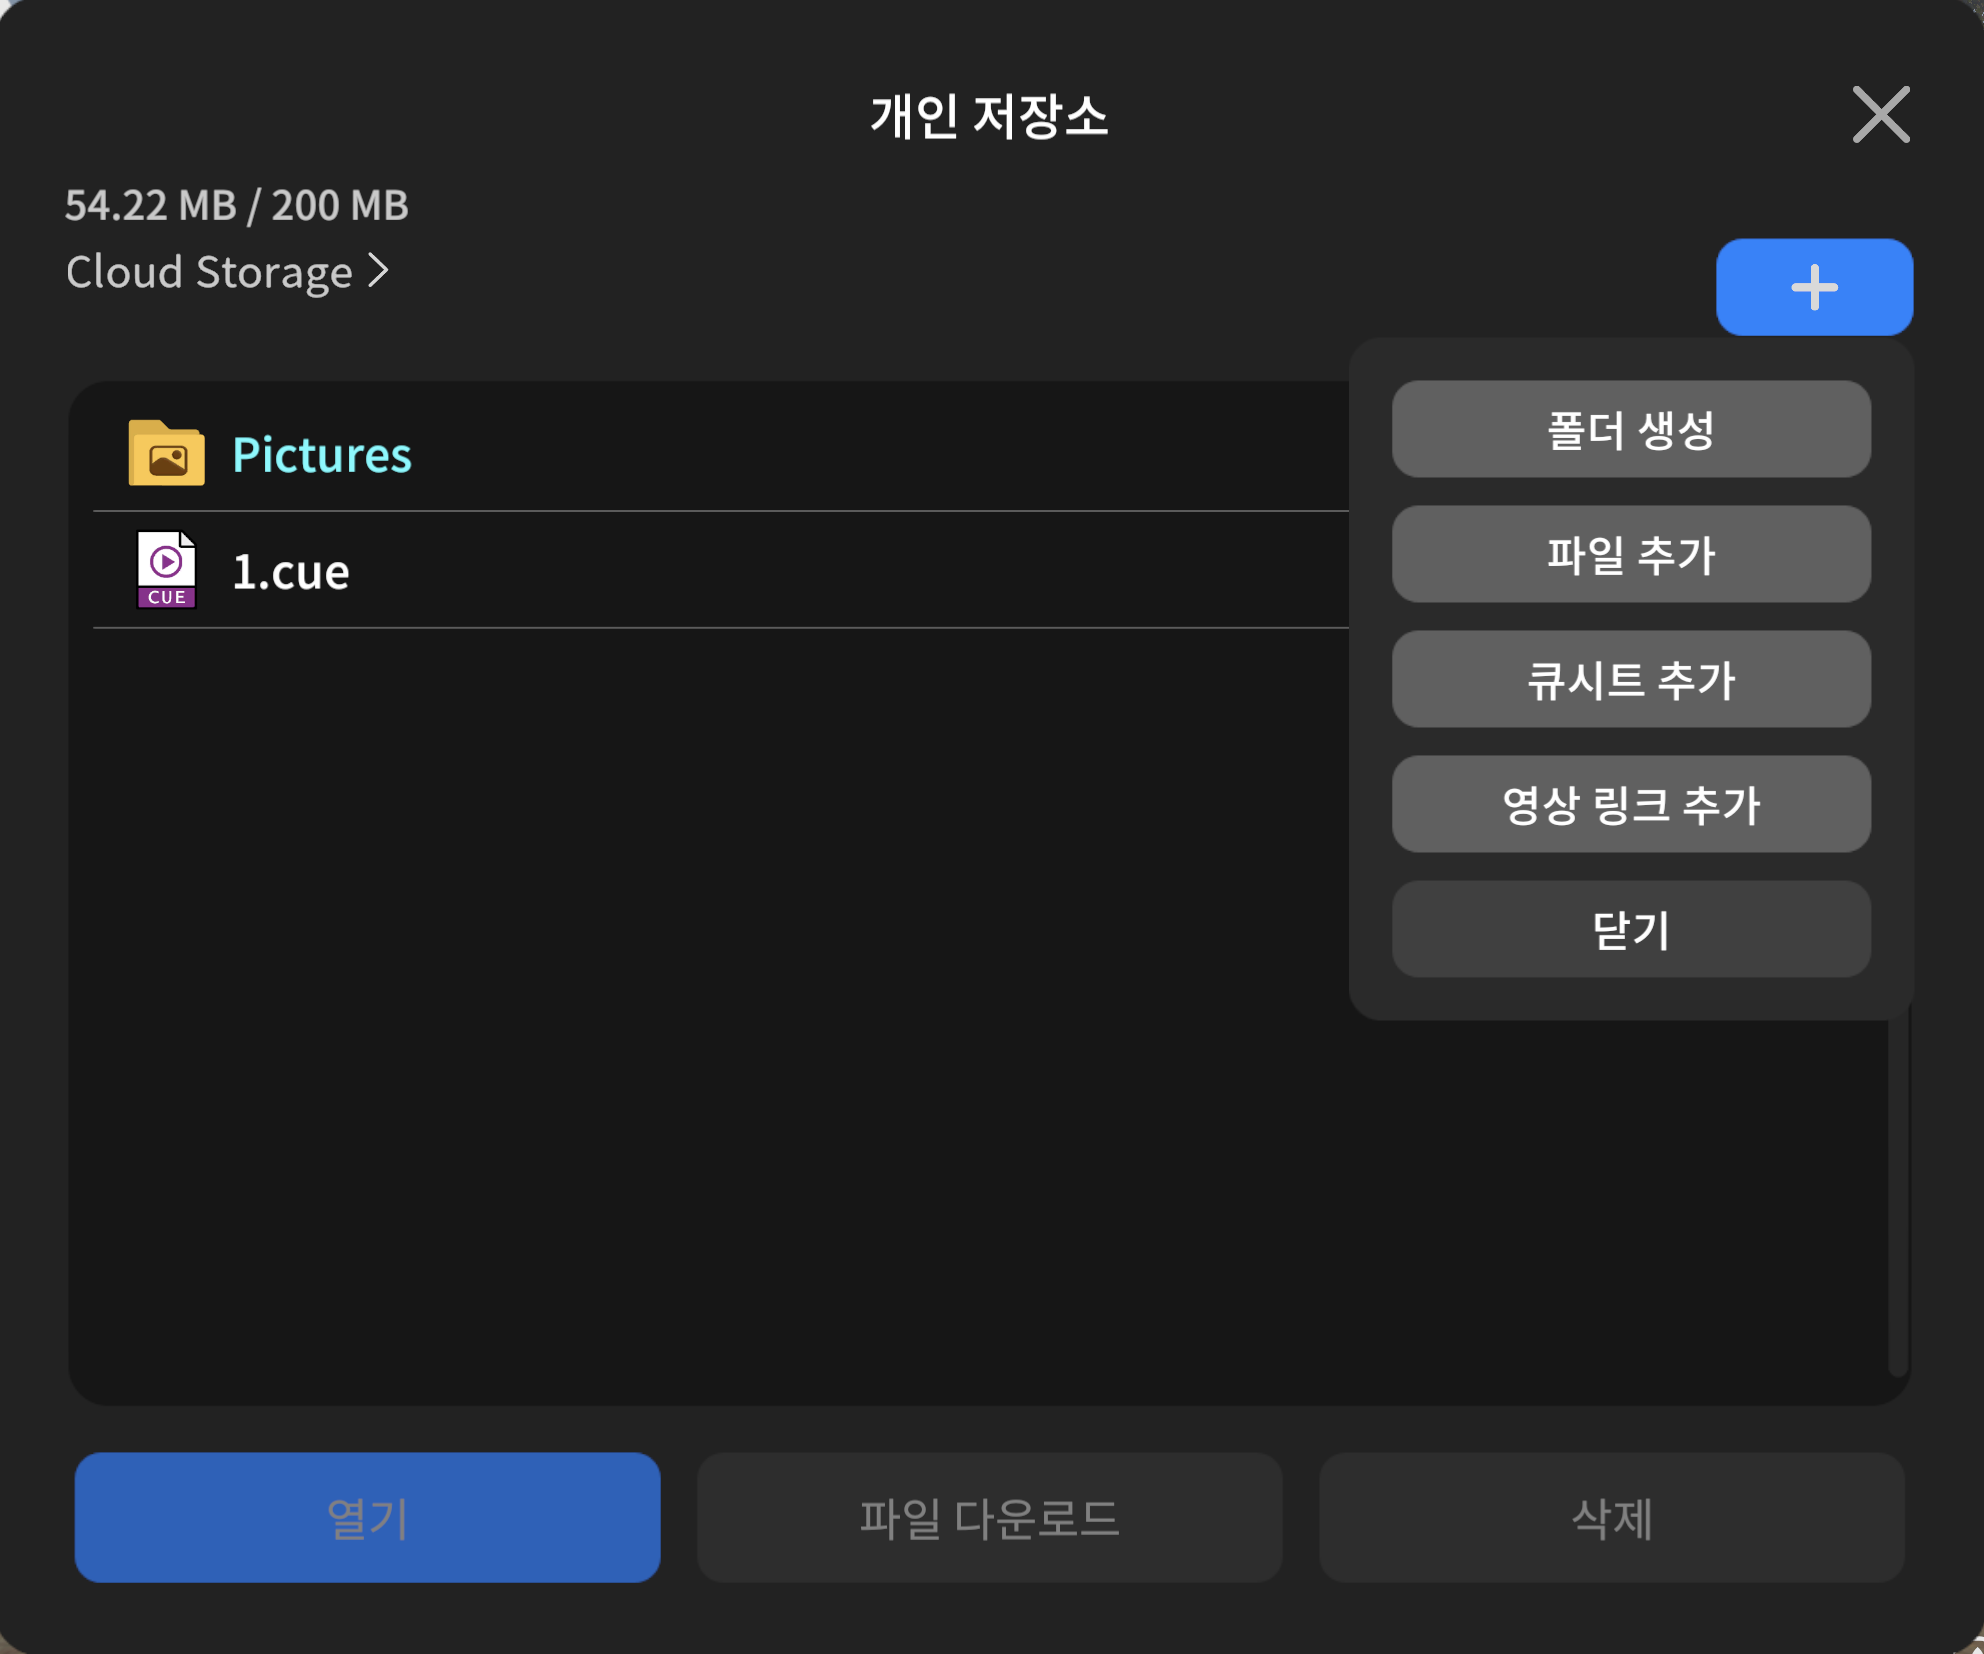 개인 저장소
54.22 MB / 200 MB
Cloud Storage >
Pictures
CUE
1.cue
폴더 생성
파일 추가
큐시트 추가
영상 링크 추가
닫기
열기
파일 다운로드
삭제